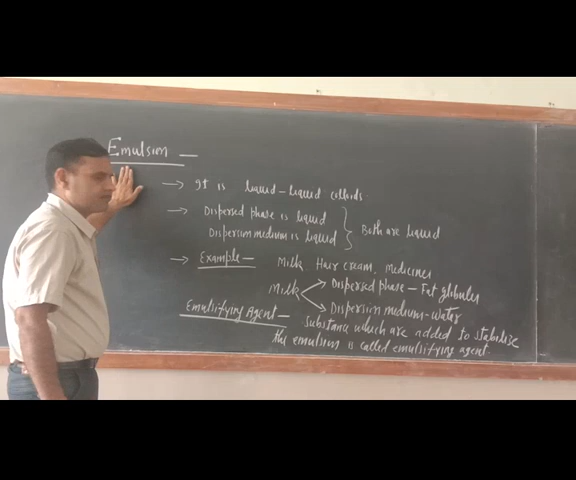 Emulsion —
→ It is liquid-liquid colloids.
→ Dispersed phase is liquid
Dispersion medium is liquid } Both are liquid
→ Example — Milk, Hair cream, Medicines
Milk
Dispersed phase — Fat globules
Dispersion medium - Water
Emulsifying Agent — Substance which are added to stabilise
the emulsion is called emulsifying agent.